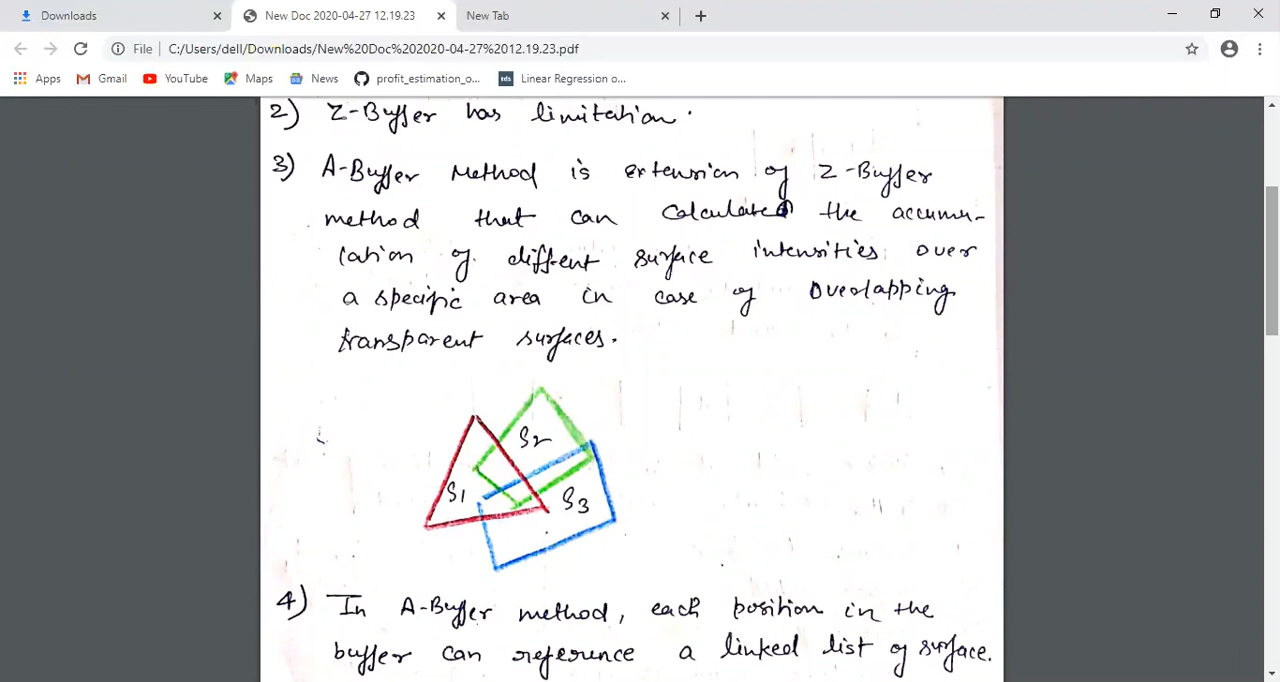 Downloads
New Doc 2020-04-27 12.19.23
New Tab
File
C:/Users/dell/Downloads/New%20Doc%202020-04-27%2012.19.23.pdf
Apps
Gmail
YouTube
Maps
News
profit_estimation_o...
tds
Linear Regression o...
2) Z-Buffer has limitation.
3) A-Buffer Method is extension of Z-Buffer
method that can calculated the accumu-
lation of diffent surface intensities over
a specific area in case of overlapping
transparent surfaces.
S2
S1
S3
4) In A-Buffer method, each position in the
buffer can reference a linked list of surface.